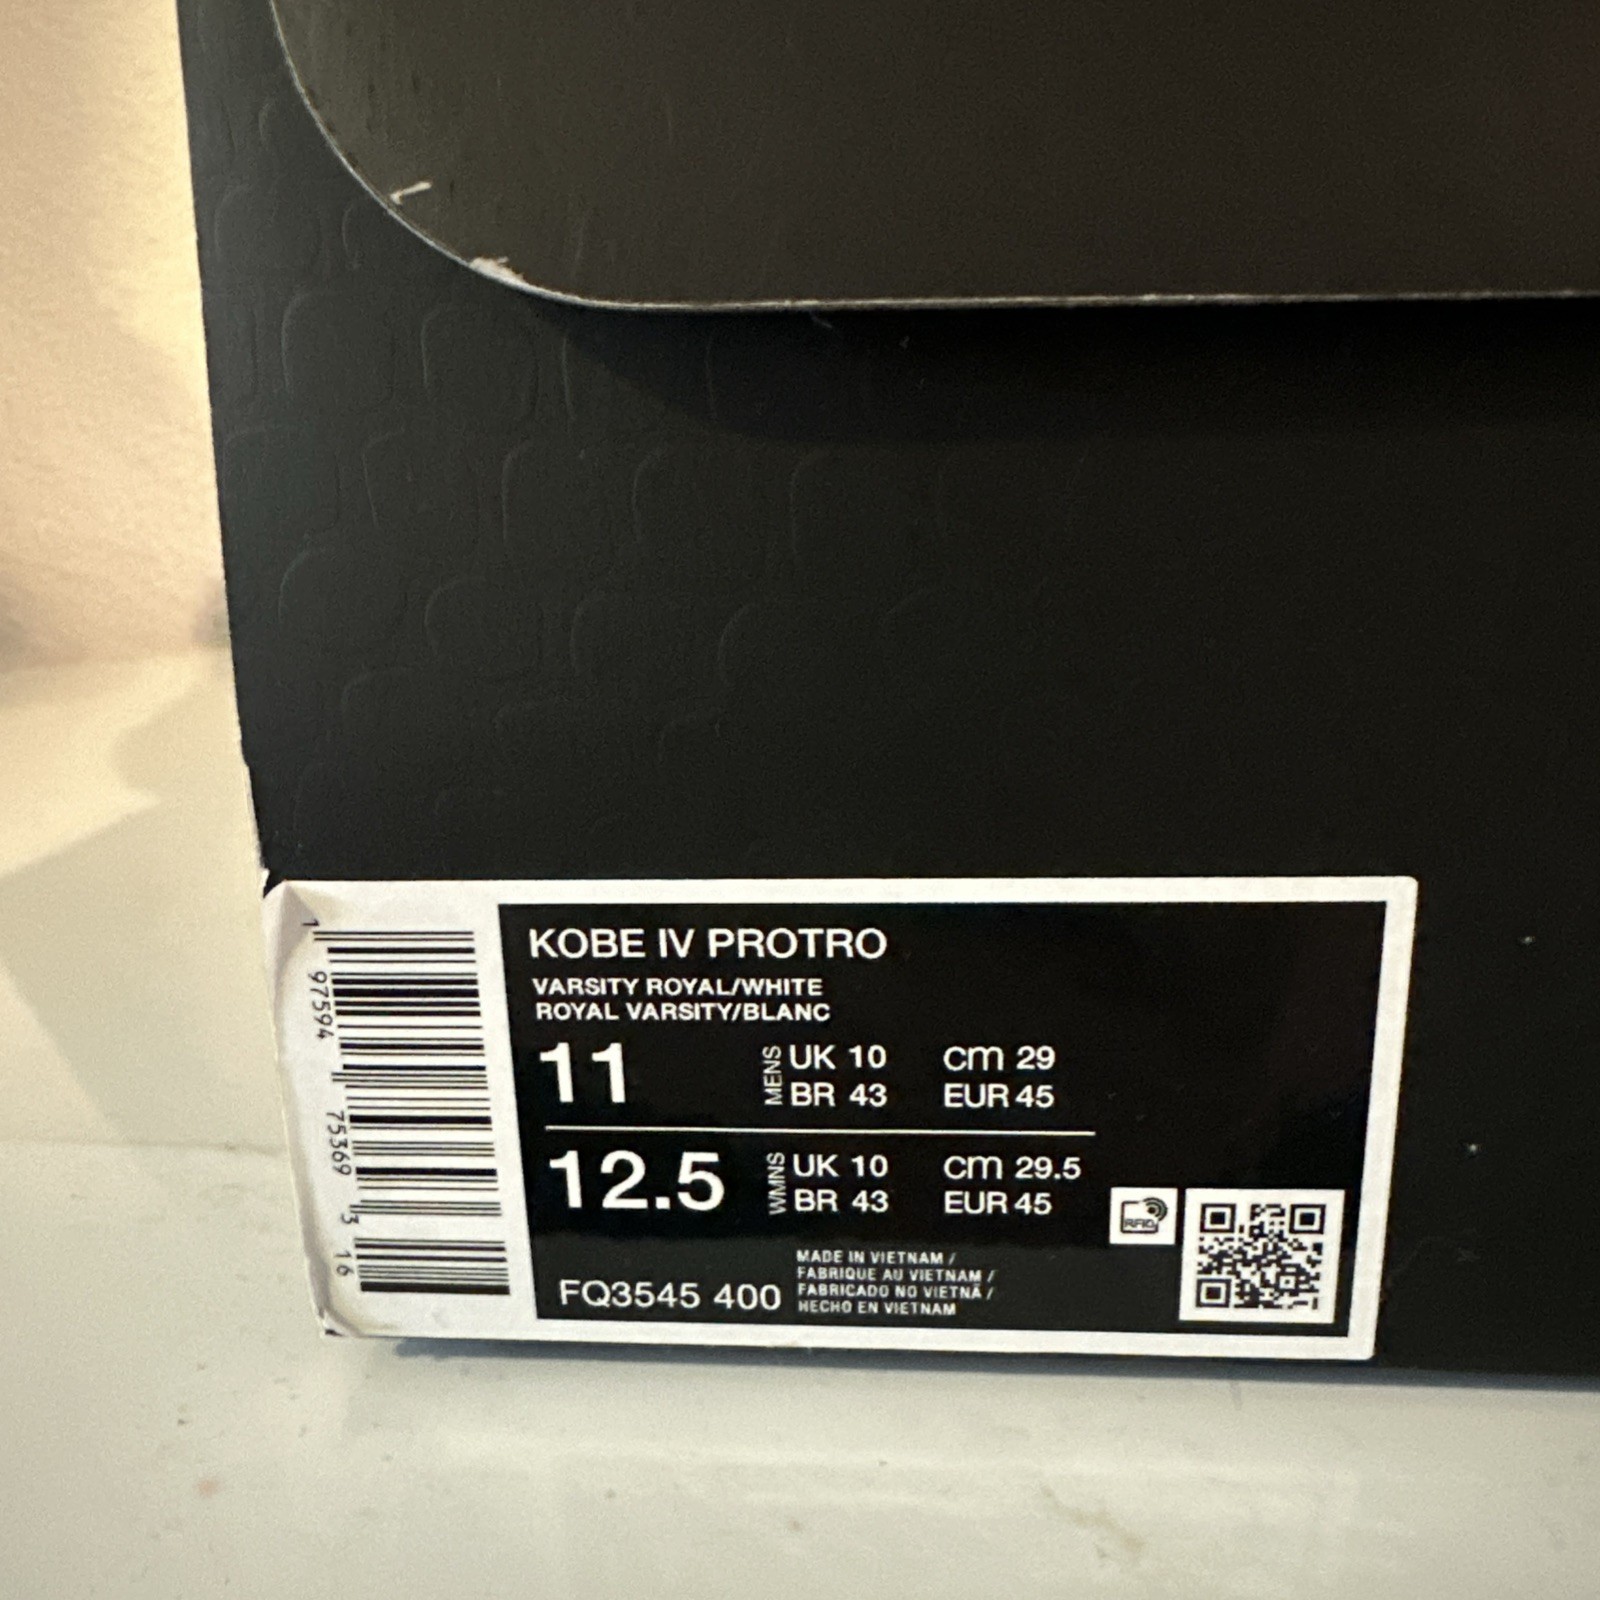 KOBE IV PROTRO
VARSITY ROYAL/WHITE
ROYAL VARSITY/BLANC
11 MENS UK 10 cm 29
BR 43 EUR 45
12.5 WMNS UK 10 cm 29.5
BR 43 EUR 45
RFID
FQ3545 400
MADE IN VIETNAM /
FABRIQUE AU VIETNAM /
FABRICADO NO VIETNÃ /
HECHO EN VIETNAM
1 97594 75369 3 16